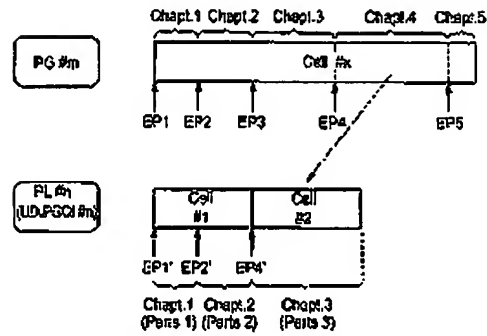 Chapt.1 Chapt.2 Chapt.3 Chapt.4 Chapt.5
PG #m
Cell #x
EP1 EP2 EP3 EP4 EP5
PL #n
(UD_PGCI #n)
Cell #1
Cell #2
EP1' EP2' EP4'
Chapt.1 Chapt.2 Chapt.3
(Parts 1) (Parts 2) (Parts 3)